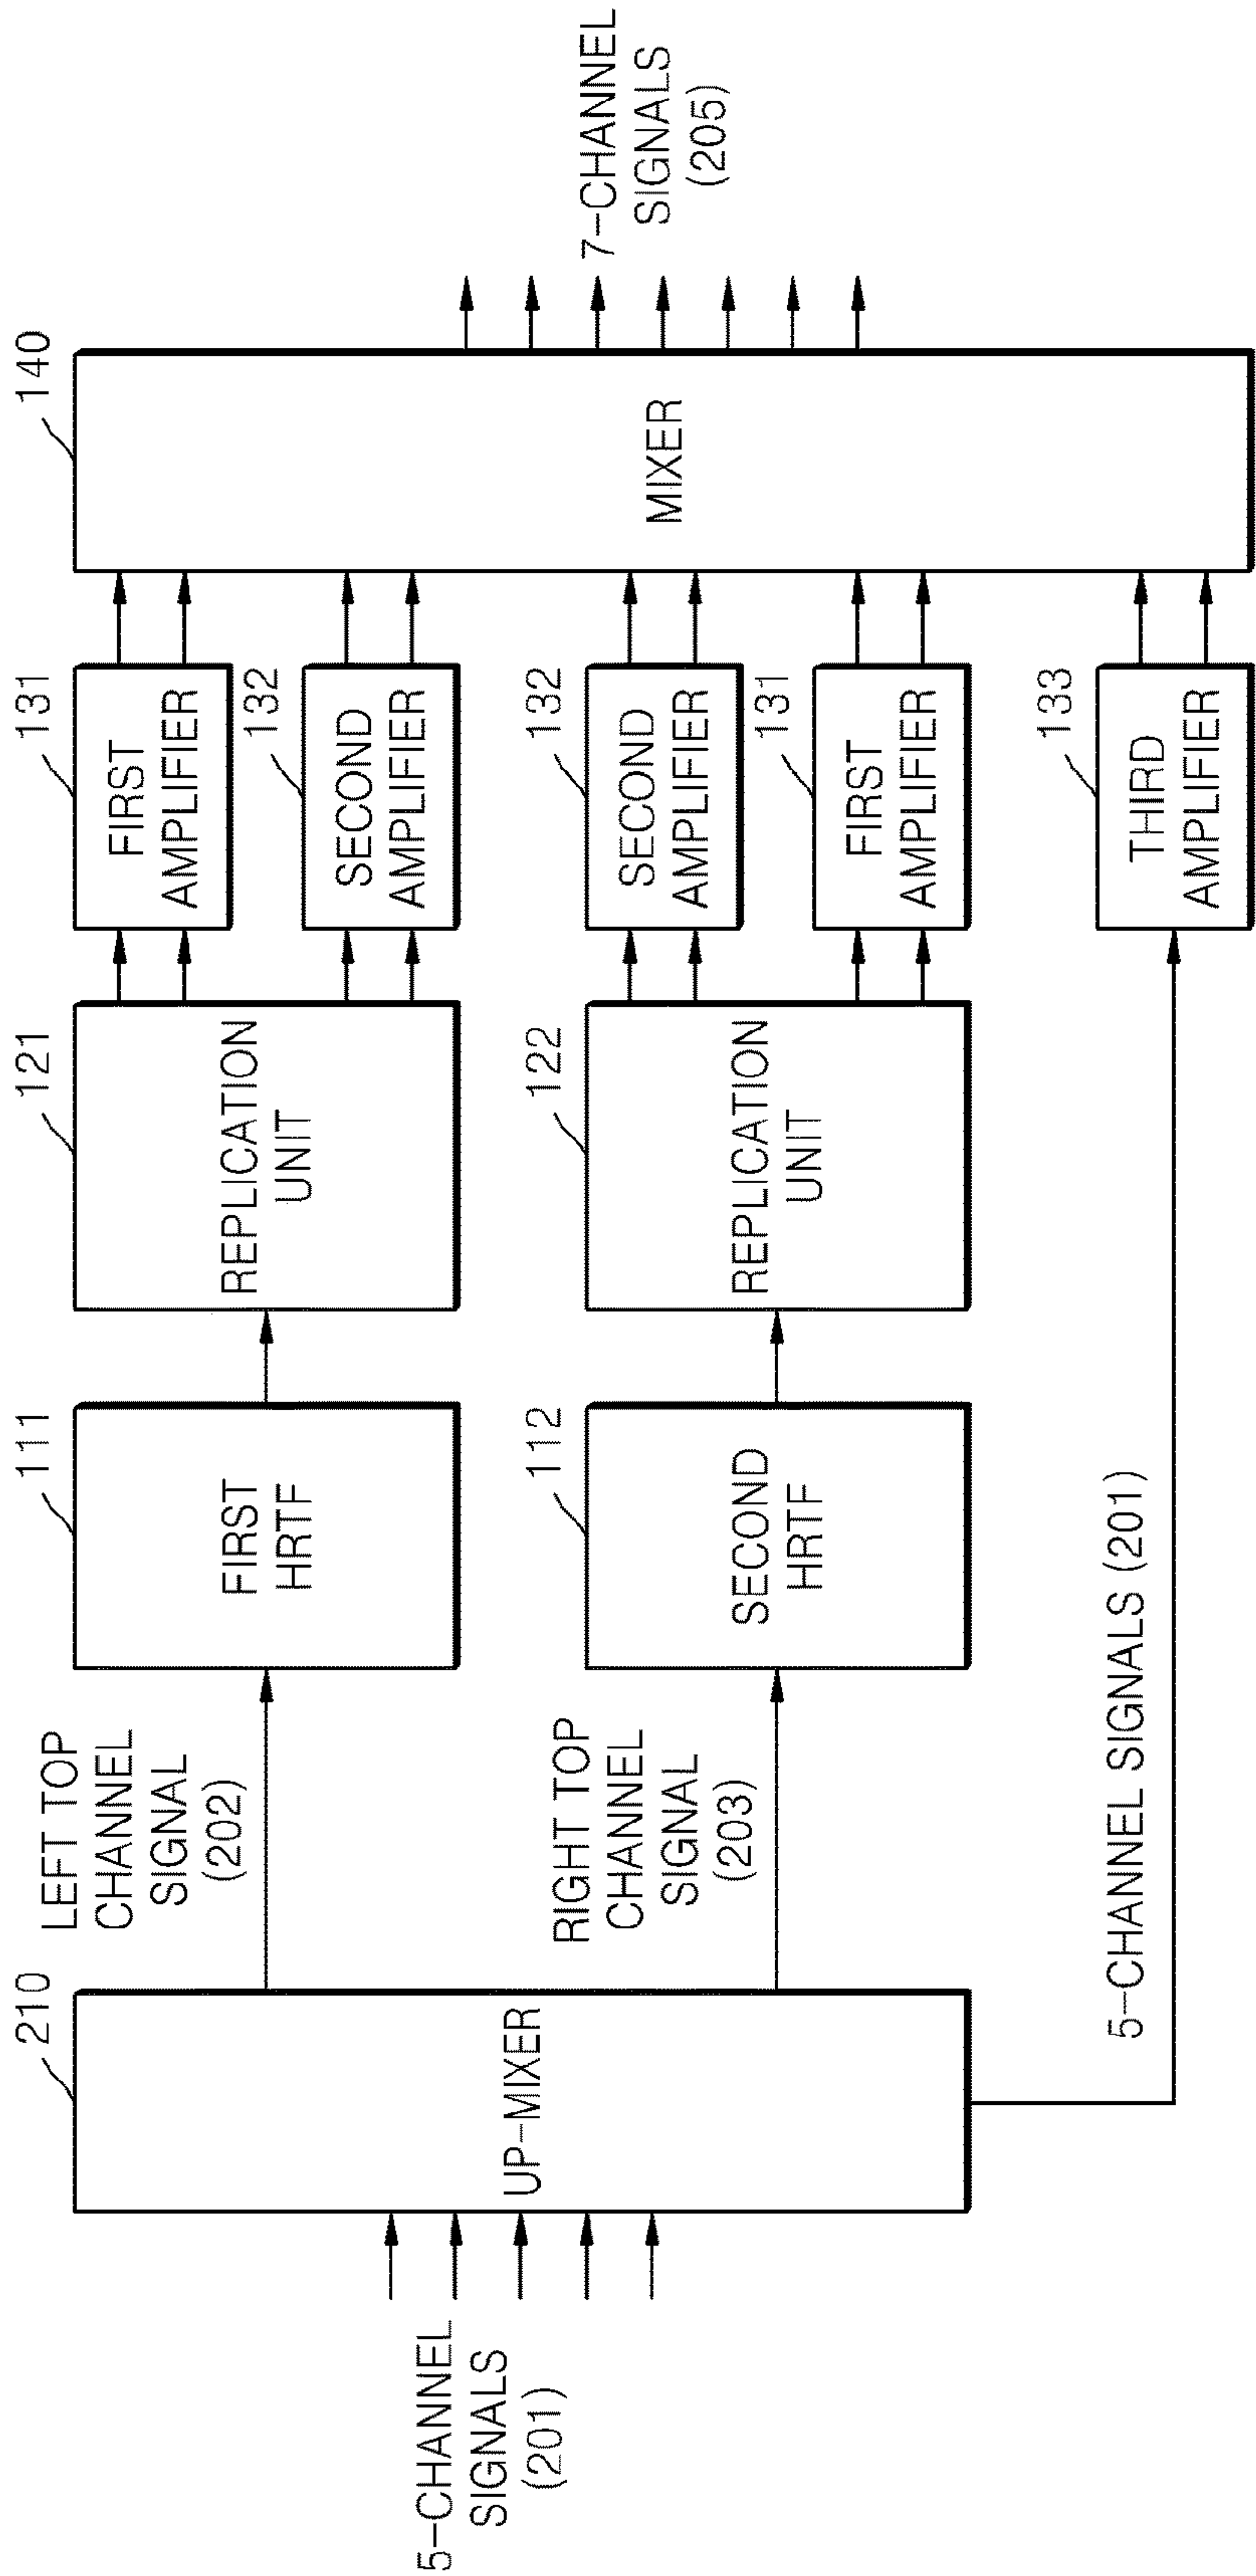 5-CHANNEL
SIGNALS
(201)
210
UP-MIXER
LEFT TOP
CHANNEL
SIGNAL
(202)
RIGHT TOP
CHANNEL
SIGNAL
(203)
5-CHANNEL SIGNALS (201)
111
FIRST
HRTF
112
SECOND
HRTF
121
REPLICATION
UNIT
122
REPLICATION
UNIT
131
FIRST
AMPLIFIER
132
SECOND
AMPLIFIER
132
SECOND
AMPLIFIER
131
FIRST
AMPLIFIER
133
THIRD
AMPLIFIER
140
MIXER
7-CHANNEL
SIGNALS
(205)